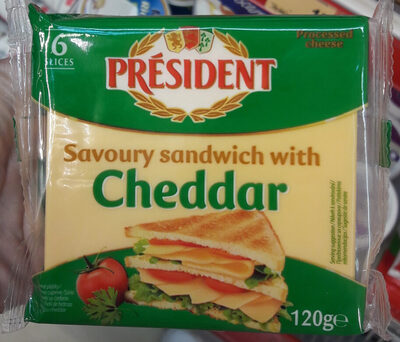 6
SLICES
Processed
cheese
PRÉSIDENT
Savoury sandwich with
Cheddar
120g℮